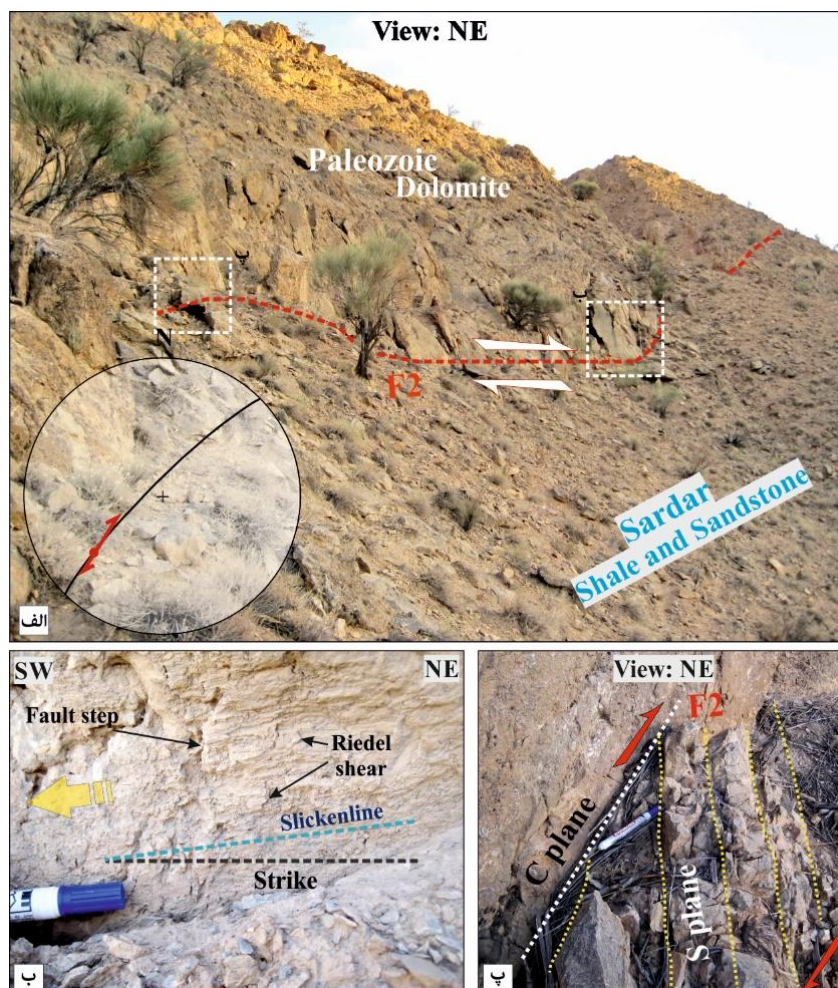 View: NE
Paleozoic
Dolomite
پ
ب
N
F2
Sardar
Shale and Sandstone
الف
SW
NE
Fault step
Riedel
shear
Slickenline
Strike
ب
View: NE
F2
C plane
S plane
پ